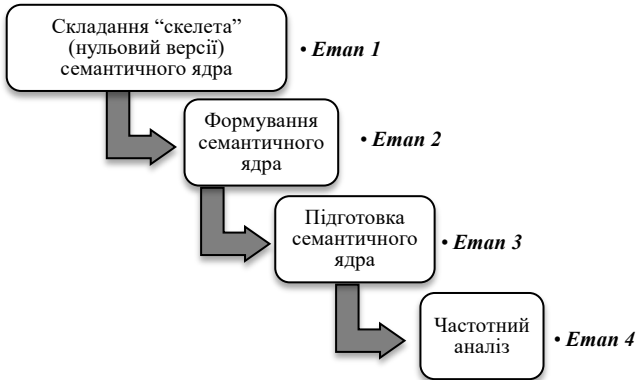 Складання “скелета”
(нульовий версії)
семантичного ядра
• Етап 1
Формування
семантичного
ядра
• Етап 2
Підготовка
семантичного
ядра
• Етап 3
Частотний
аналіз
• Етап 4